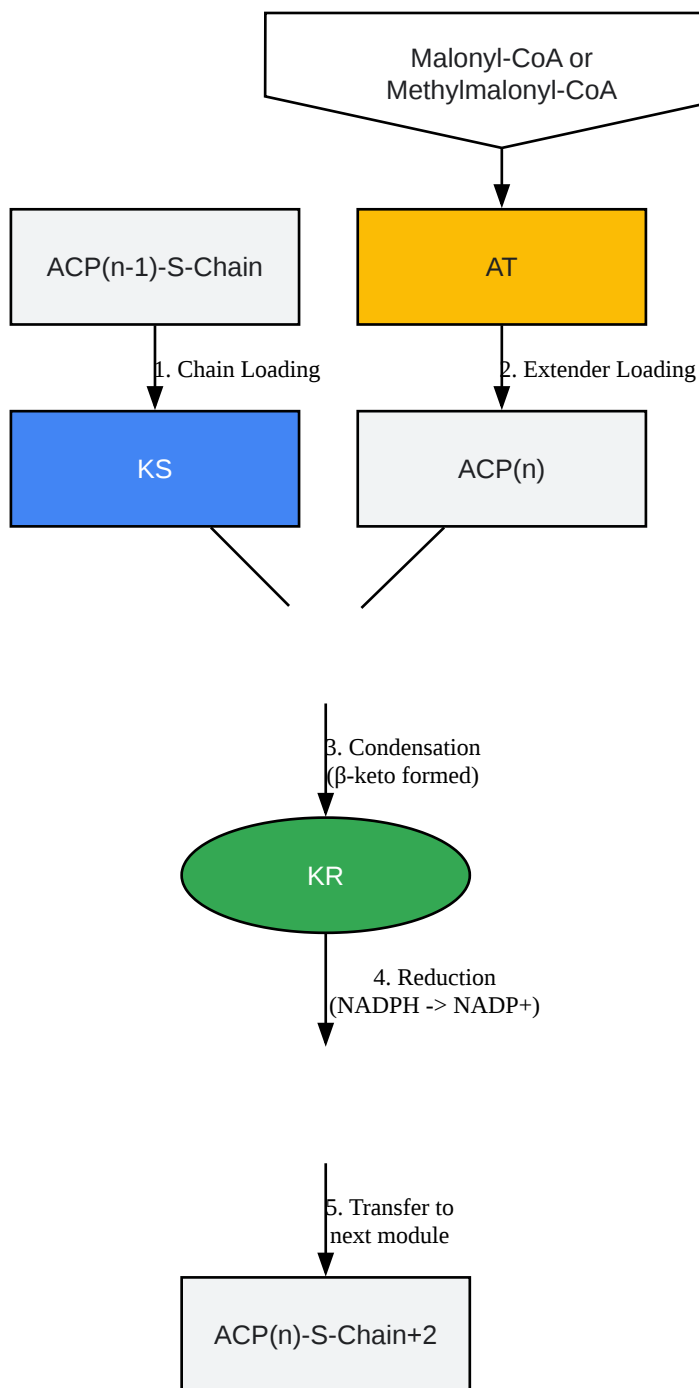 Malonyl-CoA or
Methylmalonyl-CoA
ACP(n-1)-S-Chain
AT
1. Chain Loading
2. Extender Loading
KS
ACP(n)
3. Condensation
(β-keto formed)
KR
4. Reduction
(NADPH -> NADP+)
5. Transfer to
next module
ACP(n)-S-Chain+2